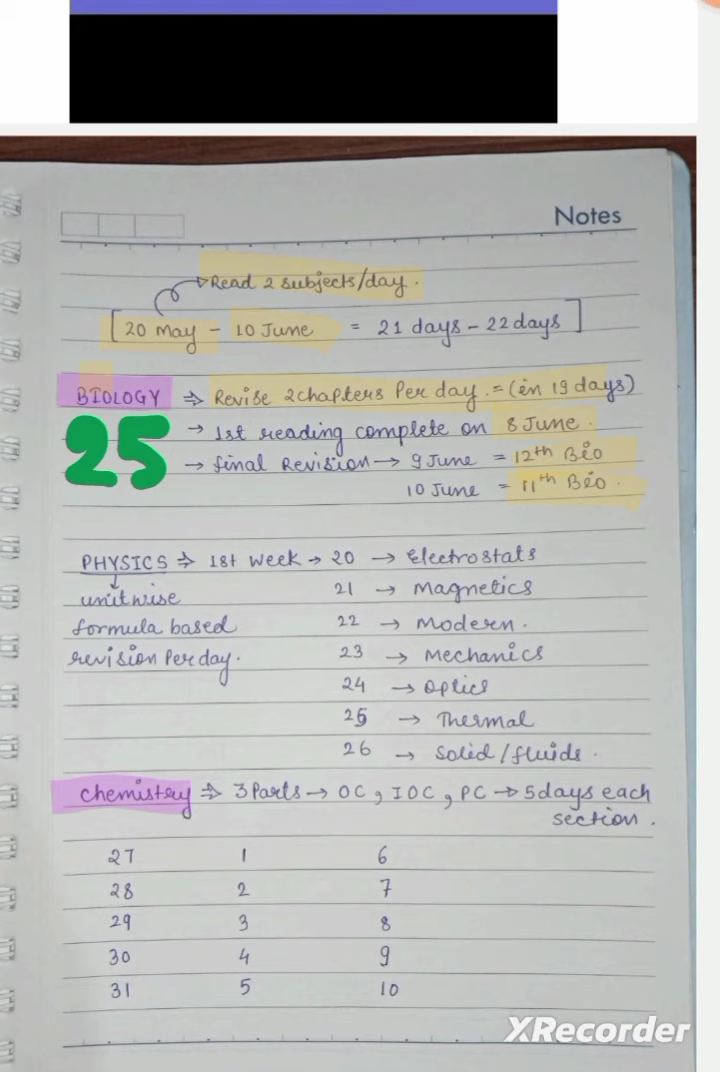 Notes
Read 2 subjects/day.
[20 may - 10 June = 21 days - 22 days]
BIOLOGY ⇒ Revise 2 chapters Per day. = (in 19 days)
25 → 1st reading complete on 8 June.
→ final Revision → 9 June = 12th Bio
10 June = 11th Bio.
PHYSICS ⇒ 1st week → 20 → Electrostats
unitwise 21 → Magnetics
formula based 22 → Modern.
revision Per day. 23 → Mechanics
24 → Optics
25 → Thermal
26 → Solid/fluids.
Chemistry ⇒ 3 Parts → OC, IOC, PC → 5 days each
section.
27 1 6
28 2 7
29 3 8
30 4 9
31 5 10
XRecorder